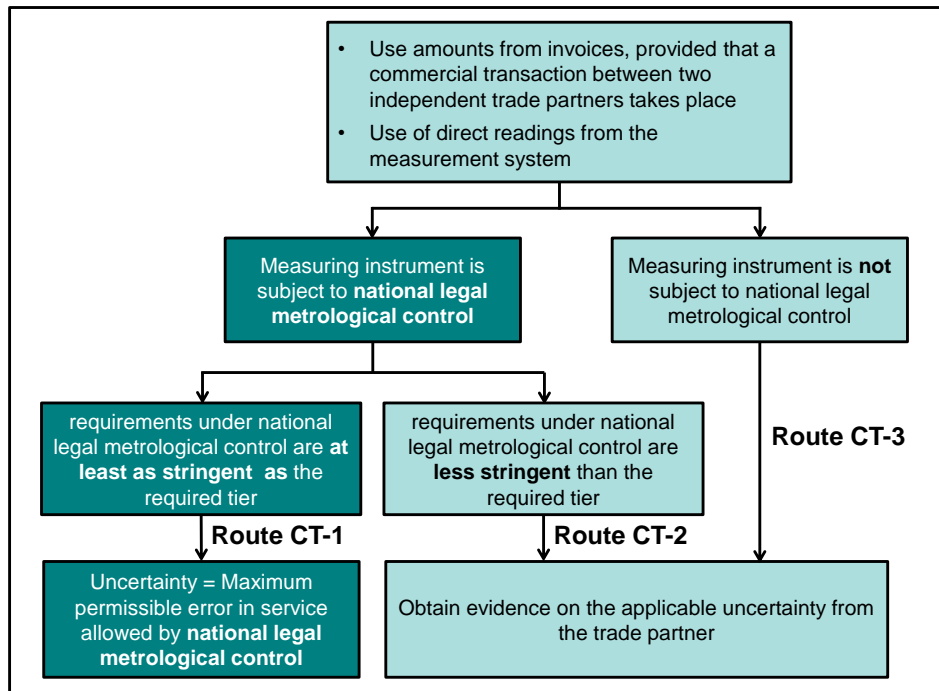 • Use amounts from invoices, provided that a
commercial transaction between two
independent trade partners takes place
• Use of direct readings from the
measurement system
Measuring instrument is
subject to national legal
metrological control
Measuring instrument is not
subject to national legal
metrological control
requirements under national
legal metrological control are at
least as stringent as the
required tier
requirements under national
legal metrological control are
less stringent than the
required tier
Route CT-3
Route CT-1
Route CT-2
Uncertainty = Maximum
permissible error in service
allowed by national legal
metrological control
Obtain evidence on the applicable uncertainty from
the trade partner